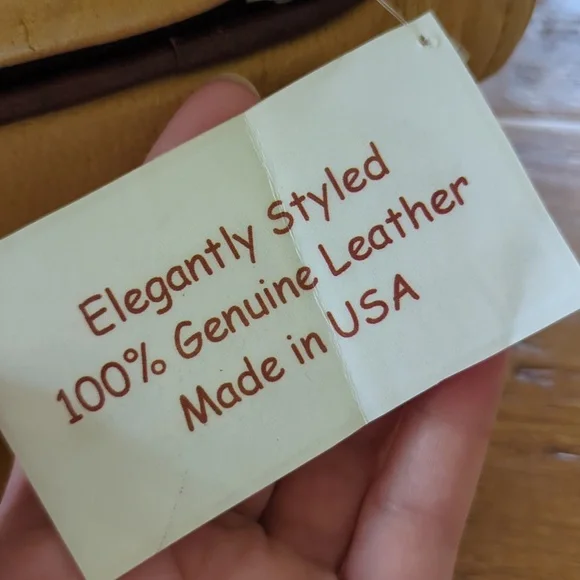 Elegantly Styled
100% Genuine Leather
Made in USA